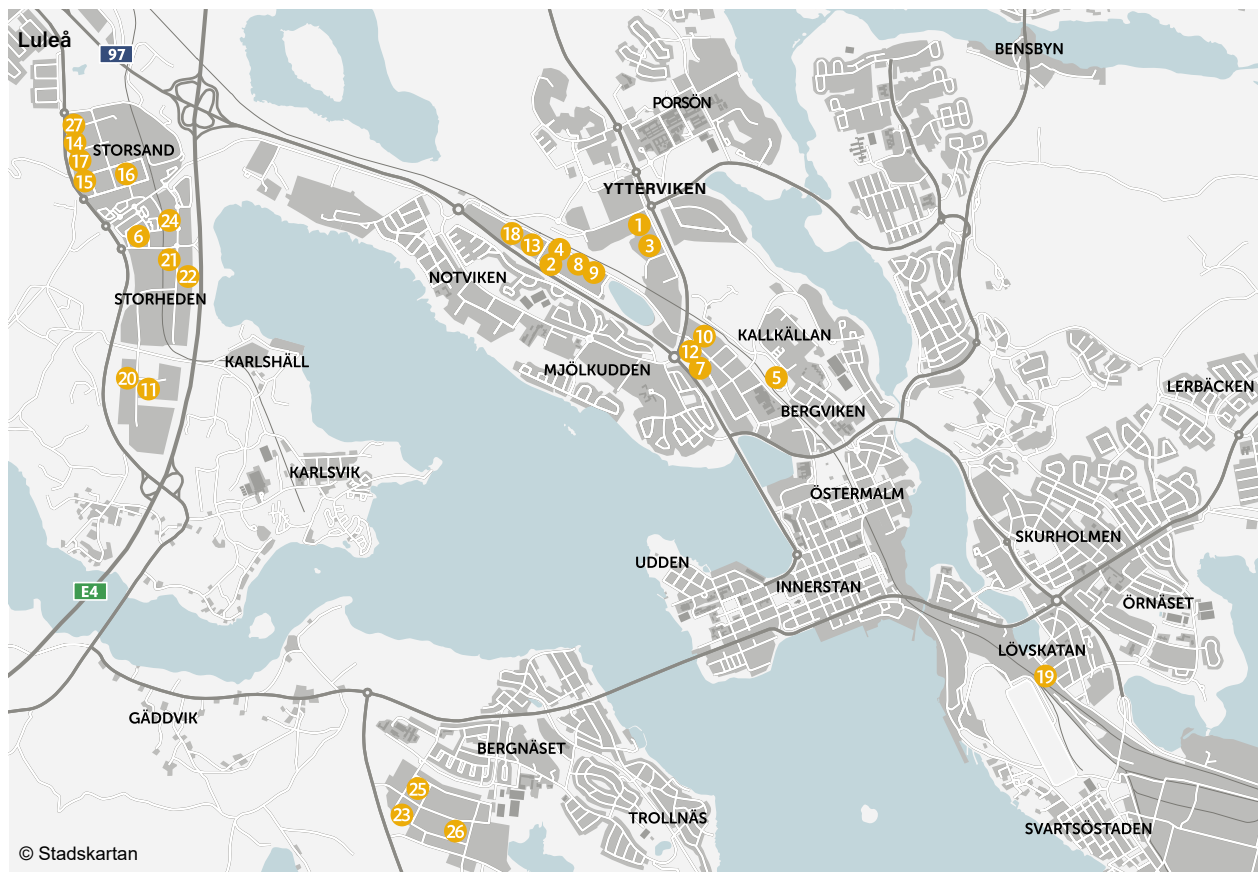 Luleå
97
BENSBYN
PORSÖN
27
14
STORSAND
17
16
15
YTTERVIKEN
24
1
6
18
13
4
3
21
2
8
9
22
NOTVIKEN
STORHEDEN
10
KALLKÄLLAN
12
KARLSHÄLL
7
MJÖLKUDDEN
20
11
5
LERBÄCKEN
BERGVIKEN
KARLSVIK
ÖSTERMALM
SKURHOLMEN
UDDEN
E4
INNERSTAN
ÖRNÄSET
LÖVSKATAN
19
GÄDDVIK
BERGNÄSET
25
23
TROLLNÄS
26
SVARTSÖSTADEN
© Stadskartan